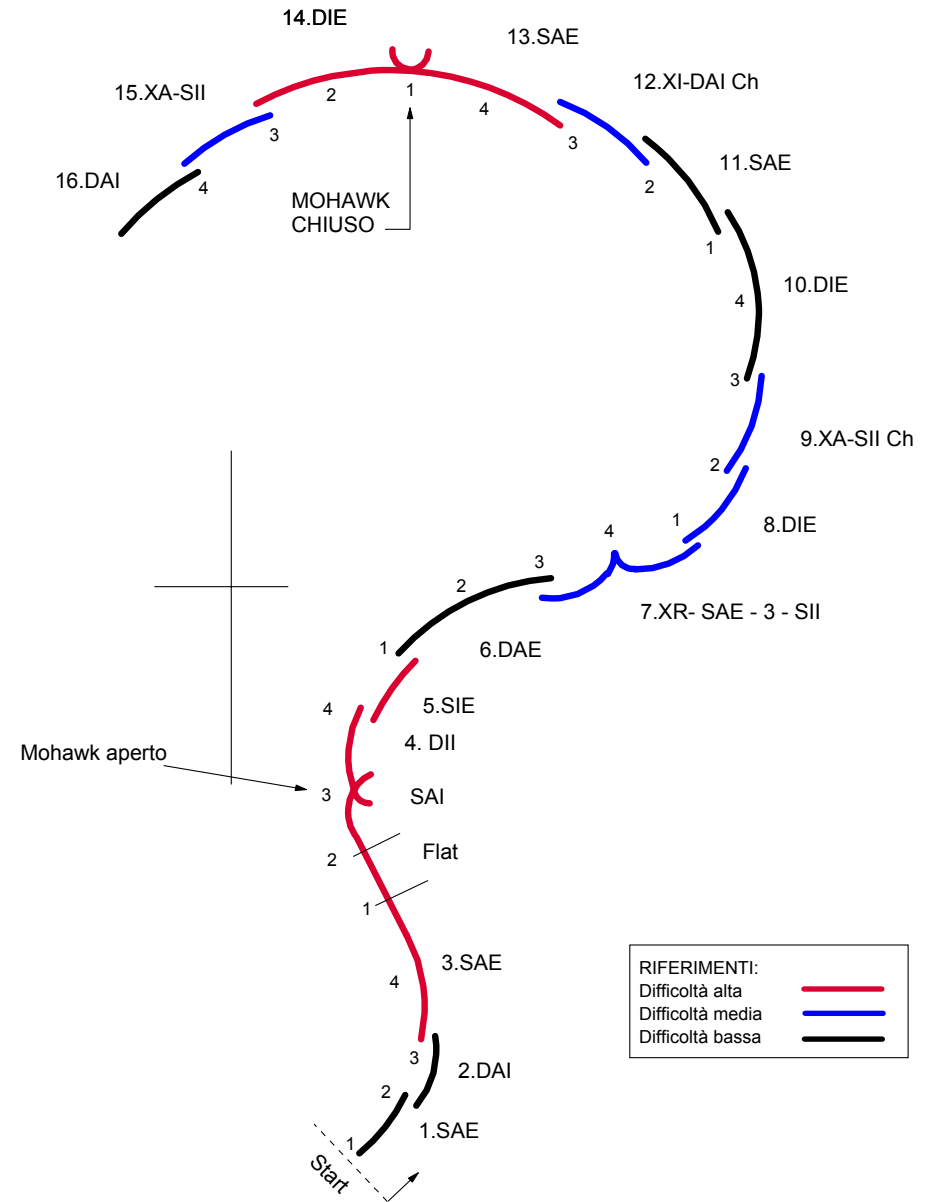 14.DIE
13.SAE
15.XA-SII
2
1
4
12.XI-DAI Ch
3
3
2
16.DAI
4
11.SAE
MOHAWK
CHIUSO
1
4
10.DIE
3
9.XA-SII Ch
2
1
8.DIE
4
3
2
7.XR- SAE - 3 - SII
1
6.DAE
4
5.SIE
4. DII
Mohawk aperto
3
SAI
2
Flat
1
3.SAE
4
RIFERIMENTI:
Difficoltà alta
Difficoltà media
Difficoltà bassa
3
2.DAI
2
1.SAE
1
Start